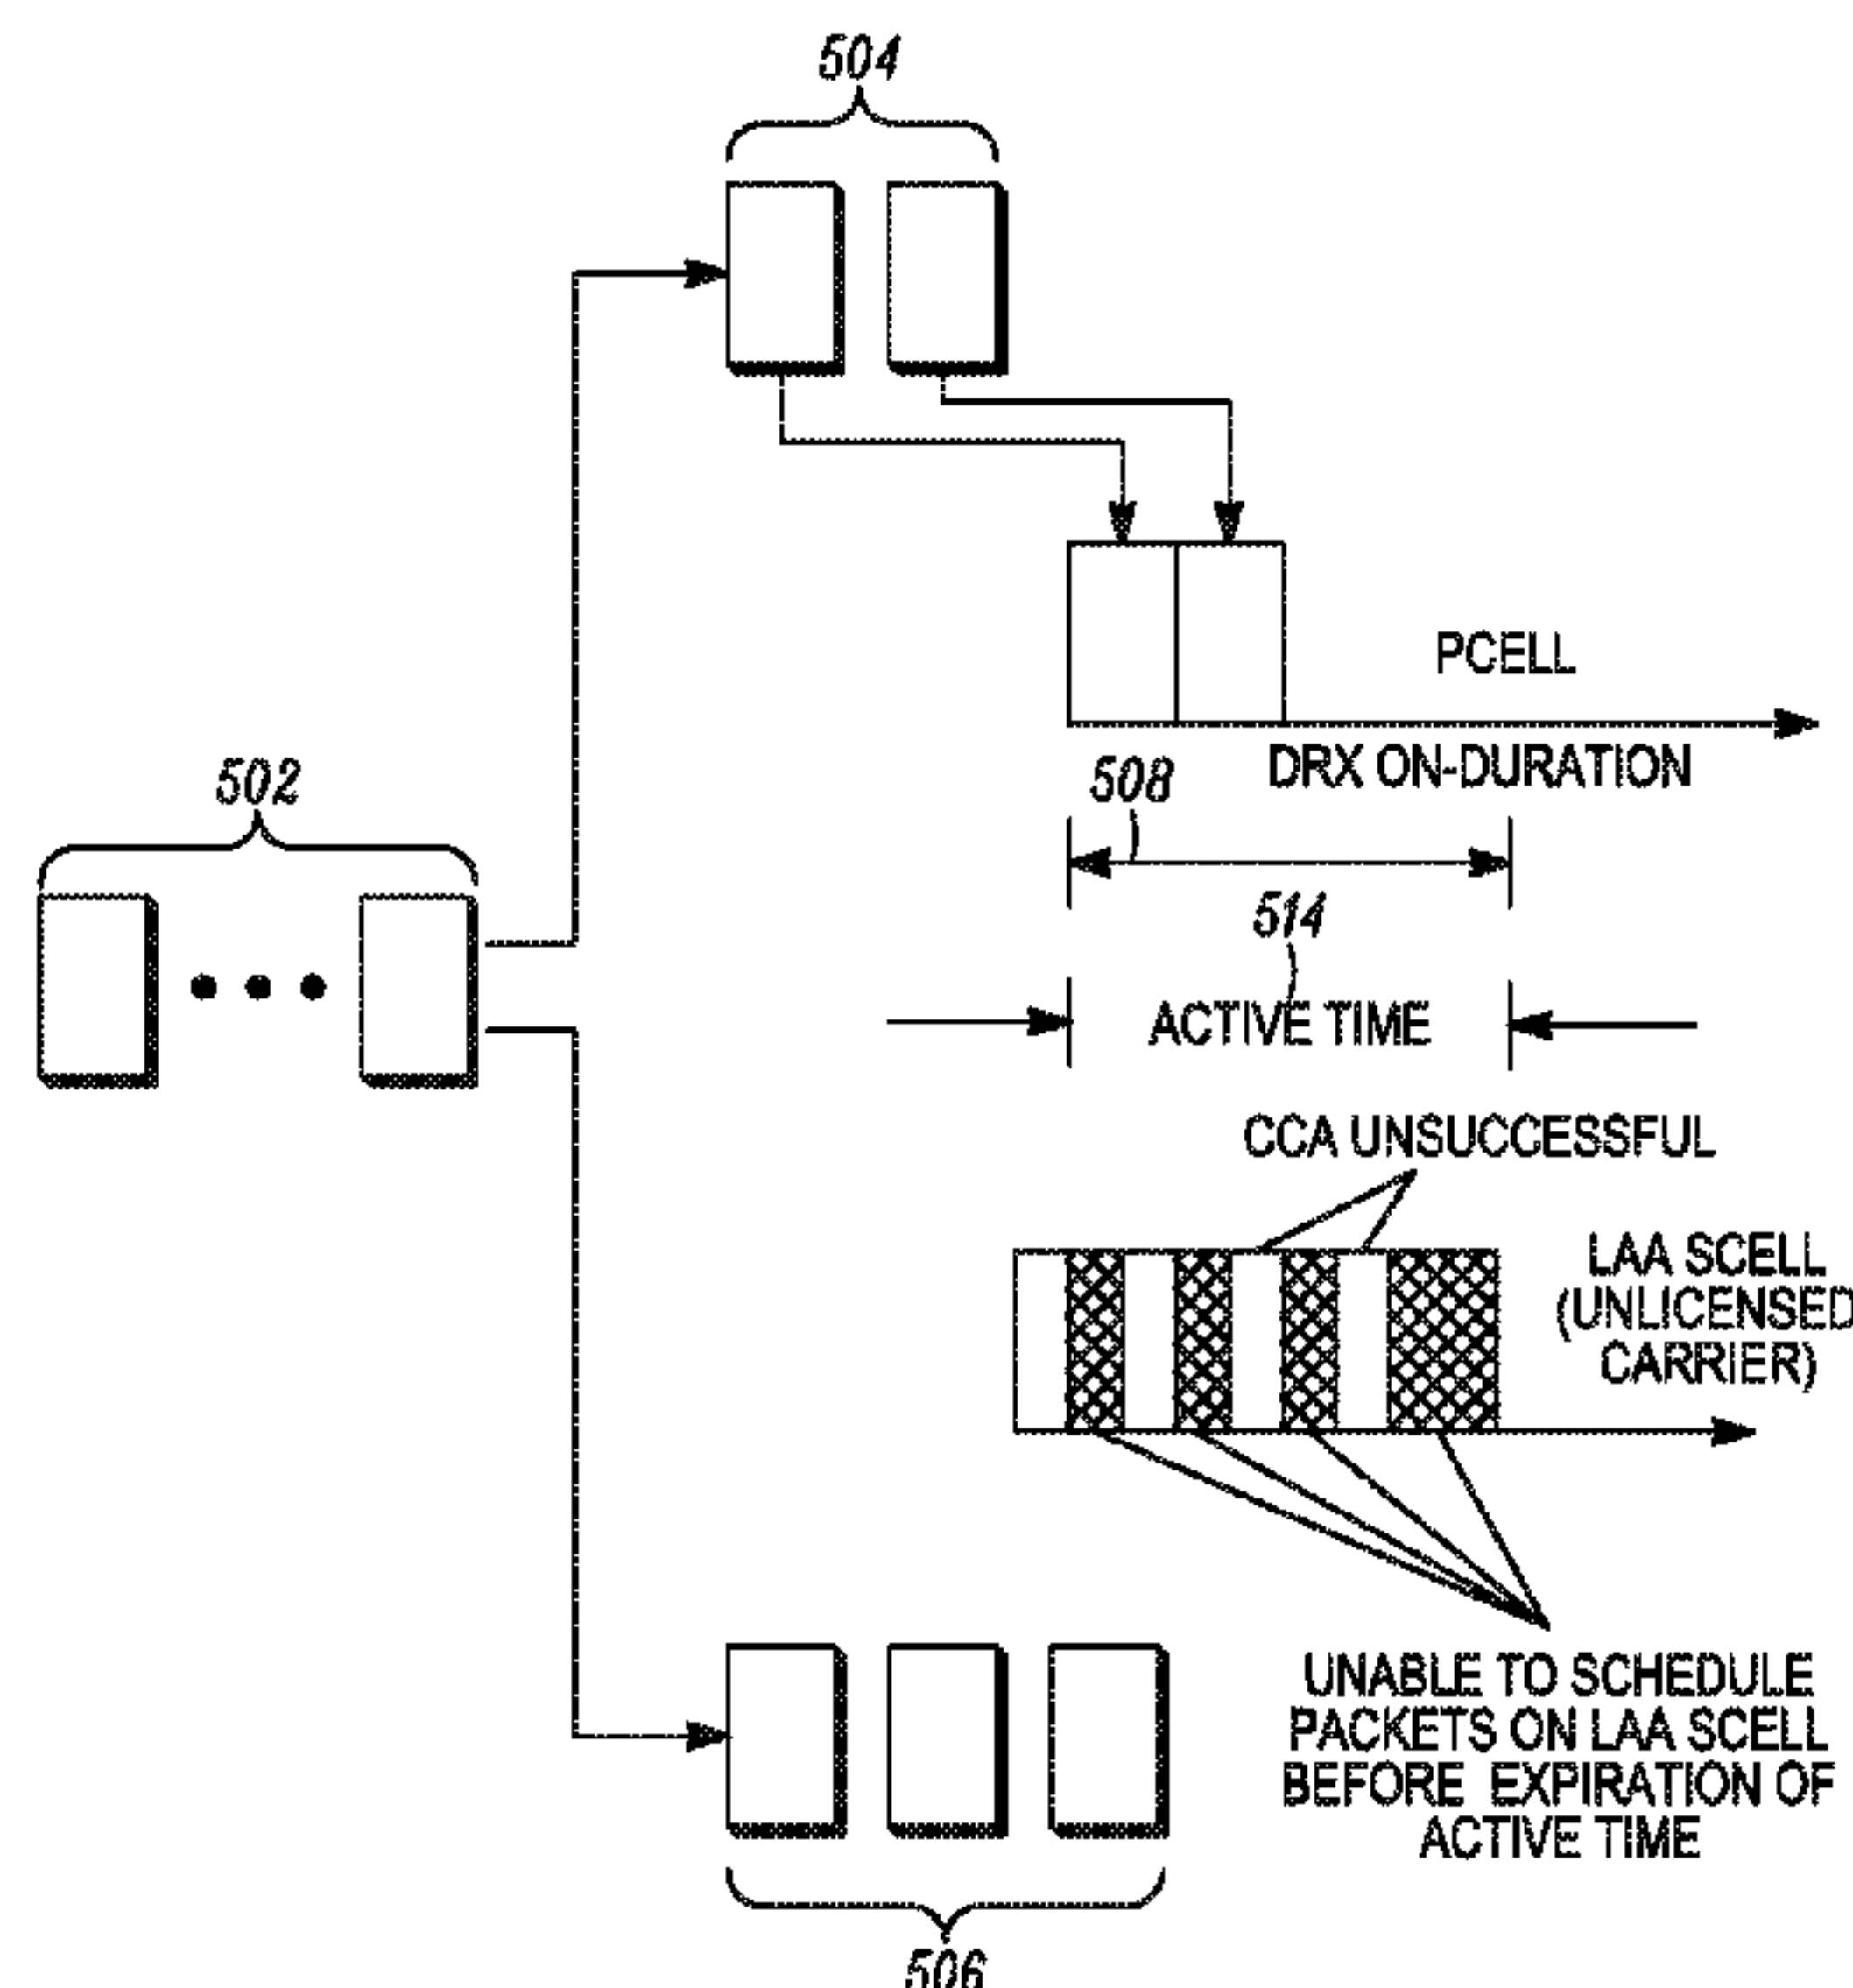 504
PCELL
DRX ON-DURATION
502
508
514
ACTIVE TIME
CCA UNSUCCESSFUL
LAA SCELL
(UNLICENSED
CARRIER)
UNABLE TO SCHEDULE
PACKETS ON LAA SCELL
BEFORE EXPIRATION OF
ACTIVE TIME
506